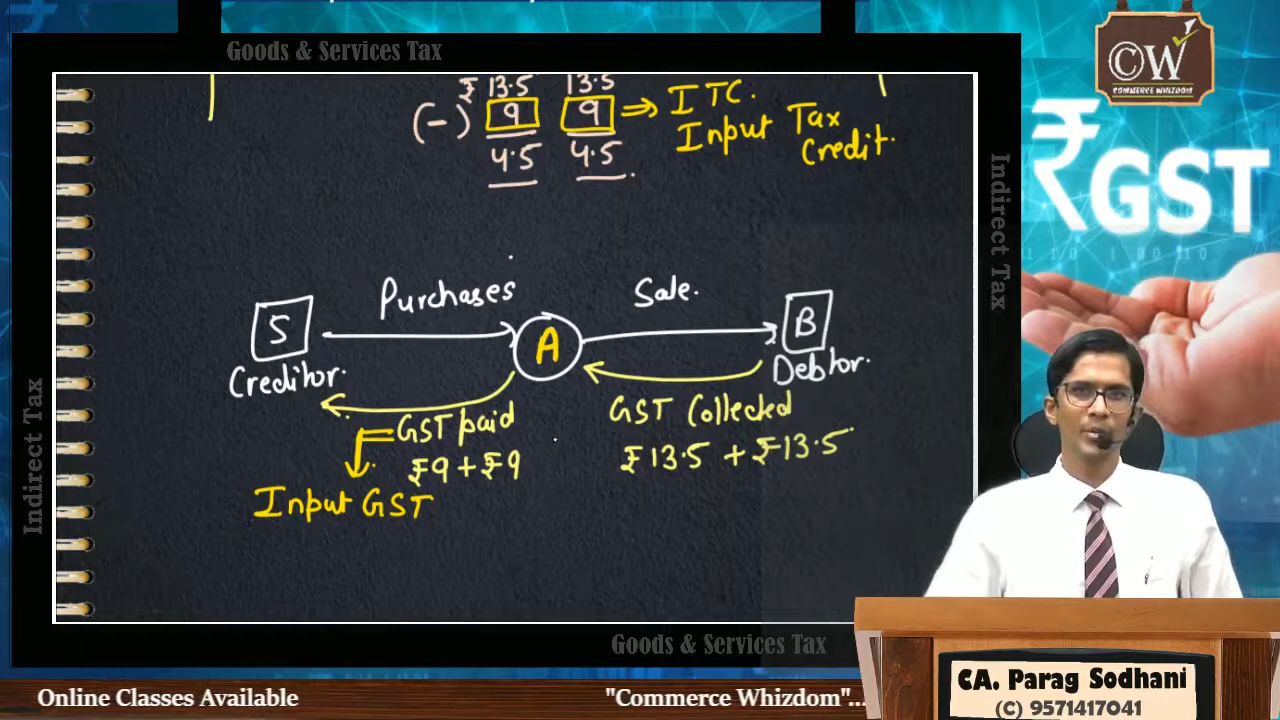 Goods & Services Tax
CW
COMMERCE WHIZDOM
₹ 13.5 13.5
(-) 9 9 ⇒ ITC.
Input Tax Credit.
4.5 4.5
Indirect Tax
₹GST
Purchases
Sale.
S
A
B
Creditor.
Debtor.
GST paid
₹9 + ₹9
GST Collected
₹13.5 + ₹13.5
Input GST
Indirect Tax
Goods & Services Tax
CA. Parag Sodhani
(C) 9571417041
Online Classes Available
"Commerce Whizdom"...